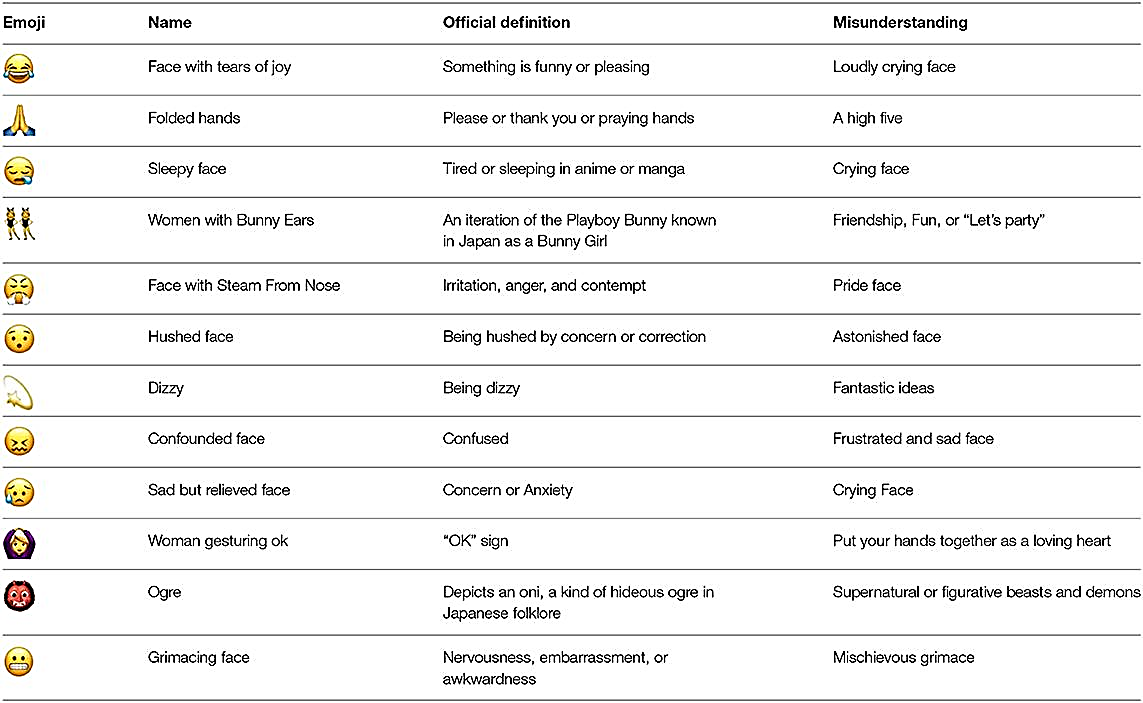 Emoji Name Official definition Misunderstanding
Face with tears of joy Something is funny or pleasing Loudly crying face
Folded hands Please or thank you or praying hands A high five
Sleepy face Tired or sleeping in anime or manga Crying face
Women with Bunny Ears An iteration of the Playboy Bunny known Friendship, Fun, or “Let’s party”
in Japan as a Bunny Girl
Face with Steam From Nose Irritation, anger, and contempt Pride face
Hushed face Being hushed by concern or correction Astonished face
Dizzy Being dizzy Fantastic ideas
Confounded face Confused Frustrated and sad face
Sad but relieved face Concern or Anxiety Crying Face
Woman gesturing ok “OK” sign Put your hands together as a loving heart
Ogre Depicts an oni, a kind of hideous ogre in Supernatural or figurative beasts and demons
Japanese folklore
Grimacing face Nervousness, embarrassment, or Mischievous grimace
awkwardness